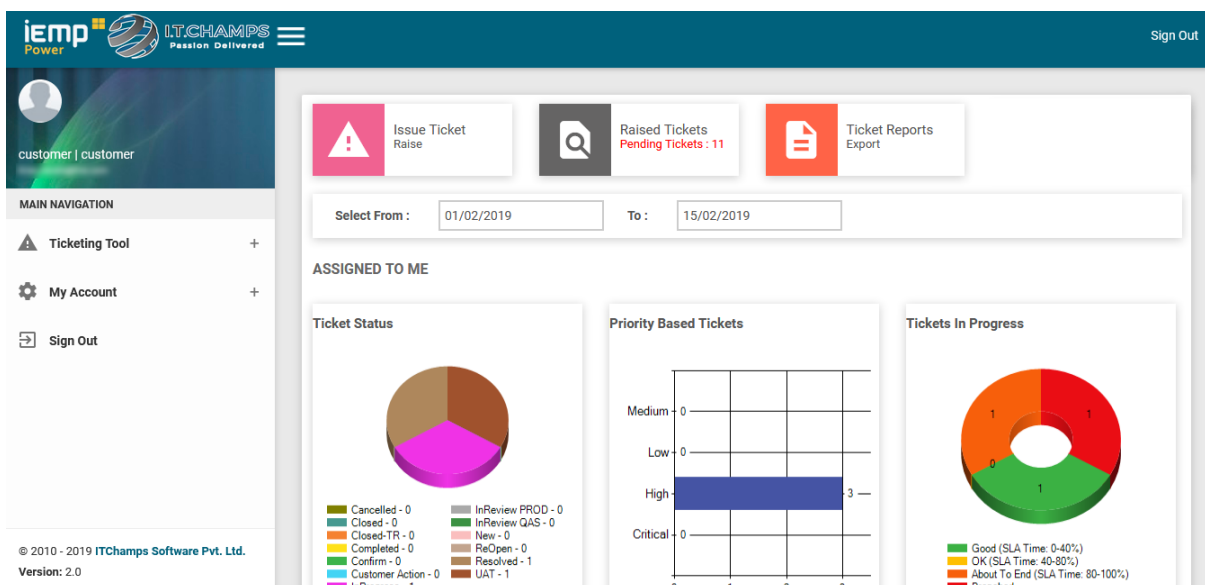 iEmp
Power
I.T.CHAMPS
Passion Delivered
Sign Out
customer | customer
MAIN NAVIGATION
Ticketing Tool +
My Account +
Sign Out
© 2010 - 2019 ITChamps Software Pvt. Ltd.
Version: 2.0
Issue Ticket
Raise
Raised Tickets
Pending Tickets : 11
Ticket Reports
Export
Select From : 01/02/2019 To : 15/02/2019
ASSIGNED TO ME
Ticket Status
Cancelled - 0
Closed - 0
Closed-TR - 0
Completed - 0
Confirm - 0
Customer Action - 0
InReview PROD - 0
InReview QAS - 0
New - 0
ReOpen - 0
Resolved - 1
UAT - 1
Priority Based Tickets
Medium 0
Low 0
High 3
Critical 0
Tickets In Progress
1
1
0
1
Good (SLA Time: 0-40%)
OK (SLA Time: 40-80%)
About To End (SLA Time: 80-100%)